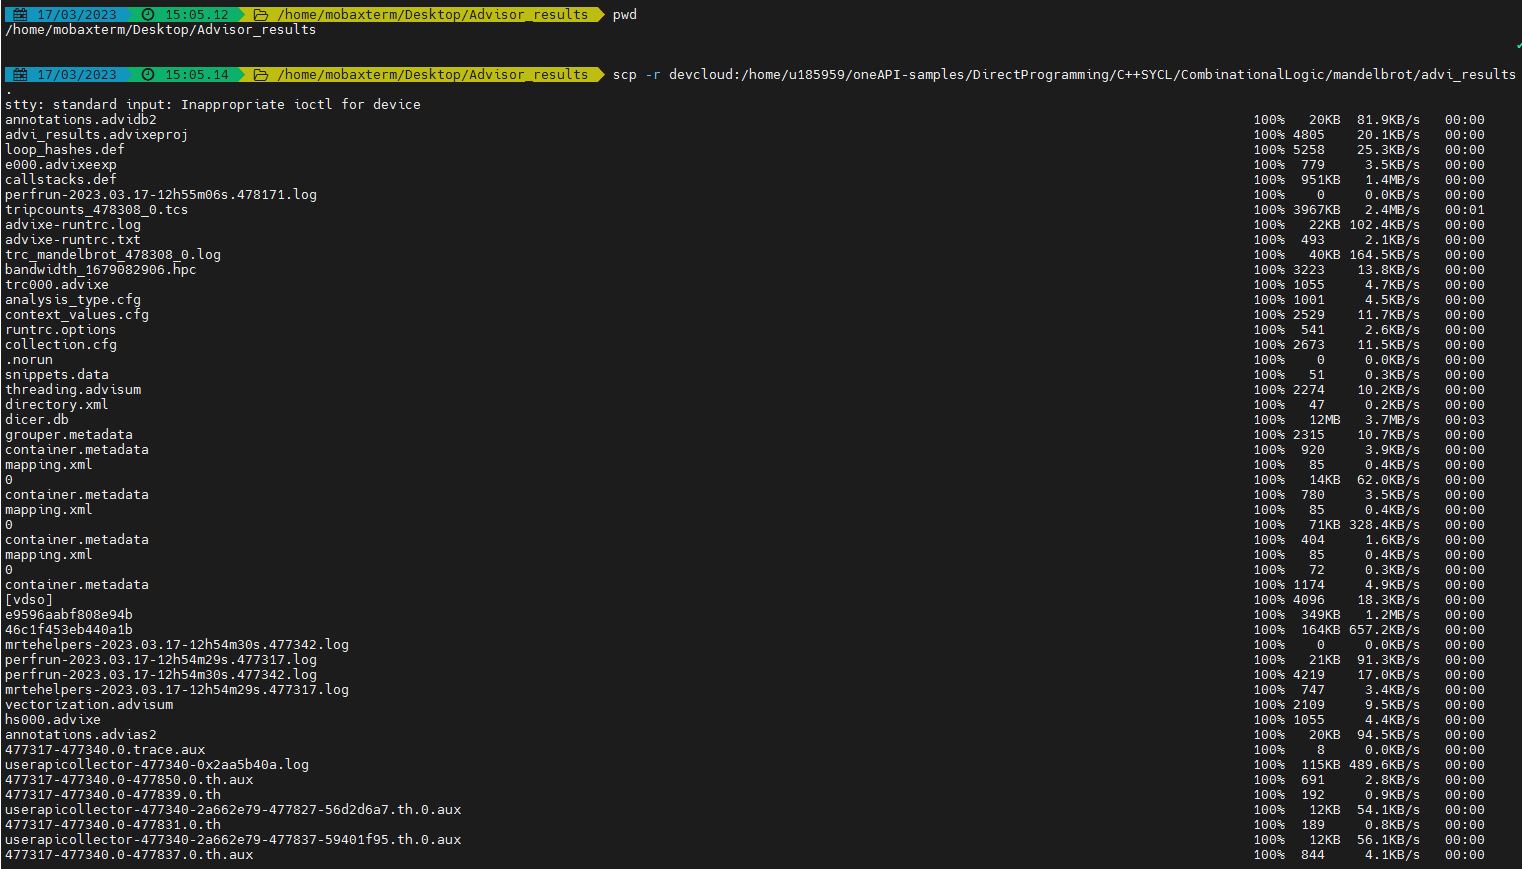 17/03/2023 15:05.12 /home/mobaxterm/Desktop/Advisor_results pwd
/home/mobaxterm/Desktop/Advisor_results
17/03/2023 15:05.14 /home/mobaxterm/Desktop/Advisor_results scp -r devcloud:/home/u185959/oneAPI-samples/DirectProgramming/C++SYCL/CombinationalLogic/mandelbrot/advi_results
.
stty: standard input: Inappropriate ioctl for device
annotations.advidb2 100% 20KB 81.9KB/s 00:00
advi_results.advixeproj 100% 4805 20.1KB/s 00:00
loop_hashes.def 100% 5258 25.3KB/s 00:00
e000.advixeexp 100% 779 3.5KB/s 00:00
callstacks.def 100% 951KB 1.4MB/s 00:00
perfrun-2023.03.17-12h55m06s.478171.log 100% 0 0.0KB/s 00:00
tripcounts_478308_0.tcs 100% 3967KB 2.4MB/s 00:01
advixe-runtrc.log 100% 22KB 102.4KB/s 00:00
advixe-runtrc.txt 100% 493 2.1KB/s 00:00
trc_mandelbrot_478308_0.log 100% 40KB 164.5KB/s 00:00
bandwidth_1679082906.hpc 100% 3223 13.8KB/s 00:00
trc000.advixe 100% 1055 4.7KB/s 00:00
analysis_type.cfg 100% 1001 4.5KB/s 00:00
context_values.cfg 100% 2529 11.7KB/s 00:00
runtrc.options 100% 541 2.6KB/s 00:00
collection.cfg 100% 2673 11.5KB/s 00:00
.norun 100% 0 0.0KB/s 00:00
snippets.data 100% 51 0.3KB/s 00:00
threading.advisum 100% 2274 10.2KB/s 00:00
directory.xml 100% 47 0.2KB/s 00:00
dicer.db 100% 12MB 3.7MB/s 00:03
grouper.metadata 100% 2315 10.7KB/s 00:00
container.metadata 100% 920 3.9KB/s 00:00
mapping.xml 100% 85 0.4KB/s 00:00
0 100% 14KB 62.0KB/s 00:00
container.metadata 100% 780 3.5KB/s 00:00
mapping.xml 100% 85 0.4KB/s 00:00
0 100% 71KB 328.4KB/s 00:00
container.metadata 100% 404 1.6KB/s 00:00
mapping.xml 100% 85 0.4KB/s 00:00
0 100% 72 0.3KB/s 00:00
container.metadata 100% 1174 4.9KB/s 00:00
[vdso] 100% 4096 18.3KB/s 00:00
e9596aabf808e94b 100% 349KB 1.2MB/s 00:00
46c1f453eb440a1b 100% 164KB 657.2KB/s 00:00
mrtehelpers-2023.03.17-12h54m30s.477342.log 100% 0 0.0KB/s 00:00
perfrun-2023.03.17-12h54m29s.477317.log 100% 21KB 91.3KB/s 00:00
perfrun-2023.03.17-12h54m30s.477342.log 100% 4219 17.0KB/s 00:00
mrtehelpers-2023.03.17-12h54m29s.477317.log 100% 747 3.4KB/s 00:00
vectorization.advisum 100% 2109 9.5KB/s 00:00
hs000.advixe 100% 1055 4.4KB/s 00:00
annotations.advias2 100% 20KB 94.5KB/s 00:00
477317-477340.0.trace.aux 100% 8 0.0KB/s 00:00
userapicollector-477340-0x2aa5b40a.log 100% 115KB 489.6KB/s 00:00
477317-477340.0-477850.0.th.aux 100% 691 2.8KB/s 00:00
477317-477340.0-477839.0.th 100% 192 0.9KB/s 00:00
userapicollector-477340-2a662e79-477827-56d2d6a7.th.0.aux 100% 12KB 54.1KB/s 00:00
477317-477340.0-477831.0.th 100% 189 0.8KB/s 00:00
userapicollector-477340-2a662e79-477837-59401f95.th.0.aux 100% 12KB 56.1KB/s 00:00
477317-477340.0-477837.0.th.aux 100% 844 4.1KB/s 00:00